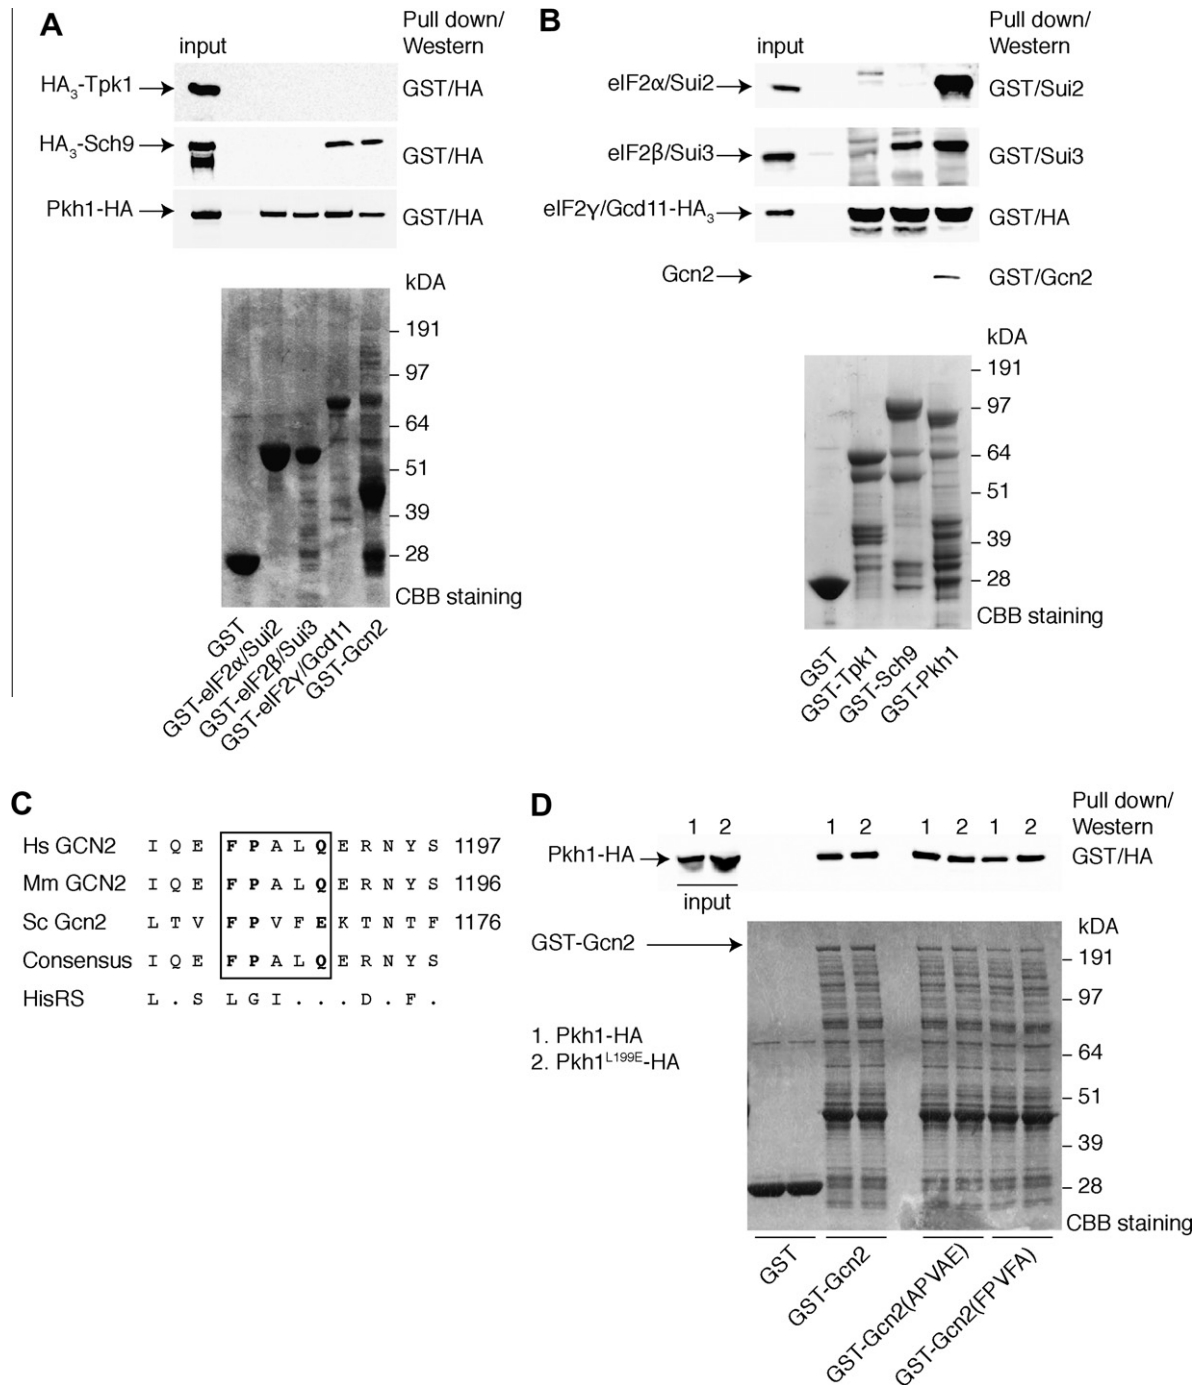 A
Pull down/
Western
input
HA3-Tpk1
GST/HA
HA3-Sch9
GST/HA
Pkh1-HA
GST/HA
kDA
191
97
64
51
39
28
CBB staining
GST
GST-eIF2α/Sui2
GST-eIF2β/Sui3
GST-eIF2γ/Gcd11
GST-Gcn2
B
Pull down/
Western
input
eIF2α/Sui2
GST/Sui2
eIF2β/Sui3
GST/Sui3
eIF2γ/Gcd11-HA3
GST/HA
Gcn2
GST/Gcn2
kDA
191
97
64
51
39
28
CBB staining
GST
GST-Tpk1
GST-Sch9
GST-Pkh1
C
Hs GCN2 I Q E F P A L Q E R N Y S 1197
Mm GCN2 I Q E F P A L Q E R N Y S 1196
Sc Gcn2 L T V F P V F E K T N T F 1176
Consensus I Q E F P A L Q E R N Y S
HisRS L . S L G I . . . D . F .
D
Pull down/
Western
1 2 1 2 1 2 1 2
Pkh1-HA
GST/HA
input
kDA
GST-Gcn2
191
97
1. Pkh1-HA
2. Pkh1L199E-HA
64
51
39
28
CBB staining
GST
GST-Gcn2
GST-Gcn2(APVAE)
GST-Gcn2(FPVFA)